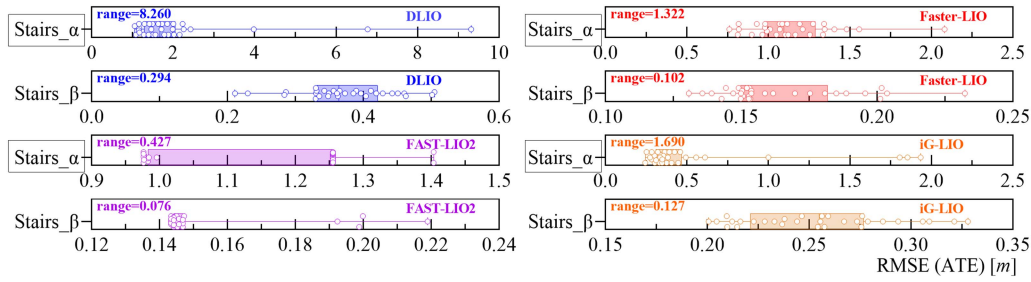 range=8.260 DLIO
Stairs_α
0 2 4 6 8 10
range=0.294 DLIO
Stairs_β
0.0 0.2 0.4 0.6
range=0.427 FAST-LIO2
Stairs_α
0.9 1.0 1.1 1.2 1.3 1.4 1.5
range=0.076 FAST-LIO2
Stairs_β
0.12 0.14 0.16 0.18 0.20 0.22 0.24
range=1.322 Faster-LIO
Stairs_α
0.0 0.5 1.0 1.5 2.0 2.5
range=0.102 Faster-LIO
Stairs_β
0.10 0.15 0.20 0.25
range=1.690 iG-LIO
Stairs_α
0.0 0.5 1.0 1.5 2.0 2.5
range=0.127 iG-LIO
Stairs_β
0.15 0.20 0.25 0.30 0.35
RMSE (ATE) [m]